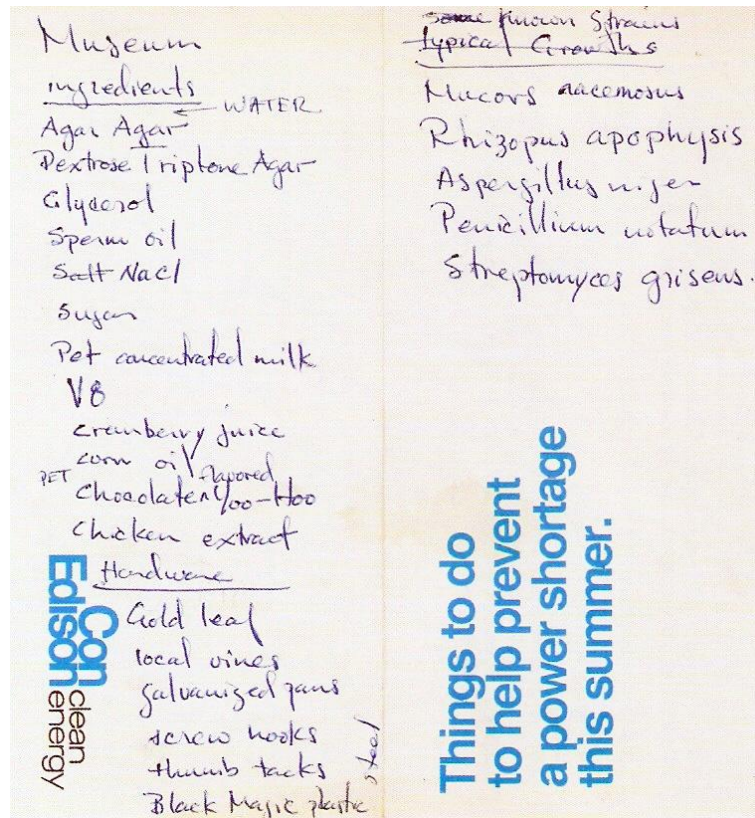 Museum
ingredients
← WATER
Agar Agar
Dextrose Triptone Agar
Glycerol
Sperm oil
Salt NaCl
Sugar
Pet concentrated milk
V8
cranberry juice
corn oil
PET Chocolate flavored Yoo-Hoo
Chicken extract
Hardware
Gold leaf
local vines
galvanized pans
screw hooks
thumb tacks steel
Black Magic plastic
Con
Edison
clean
energy
some known Strains
typical Growths
Mucors racemosus
Rhizopus apophysis
Aspergillus niger
Penicillium notatum
Streptomyces griseus.
Things to do
to help prevent
a power shortage
this summer.